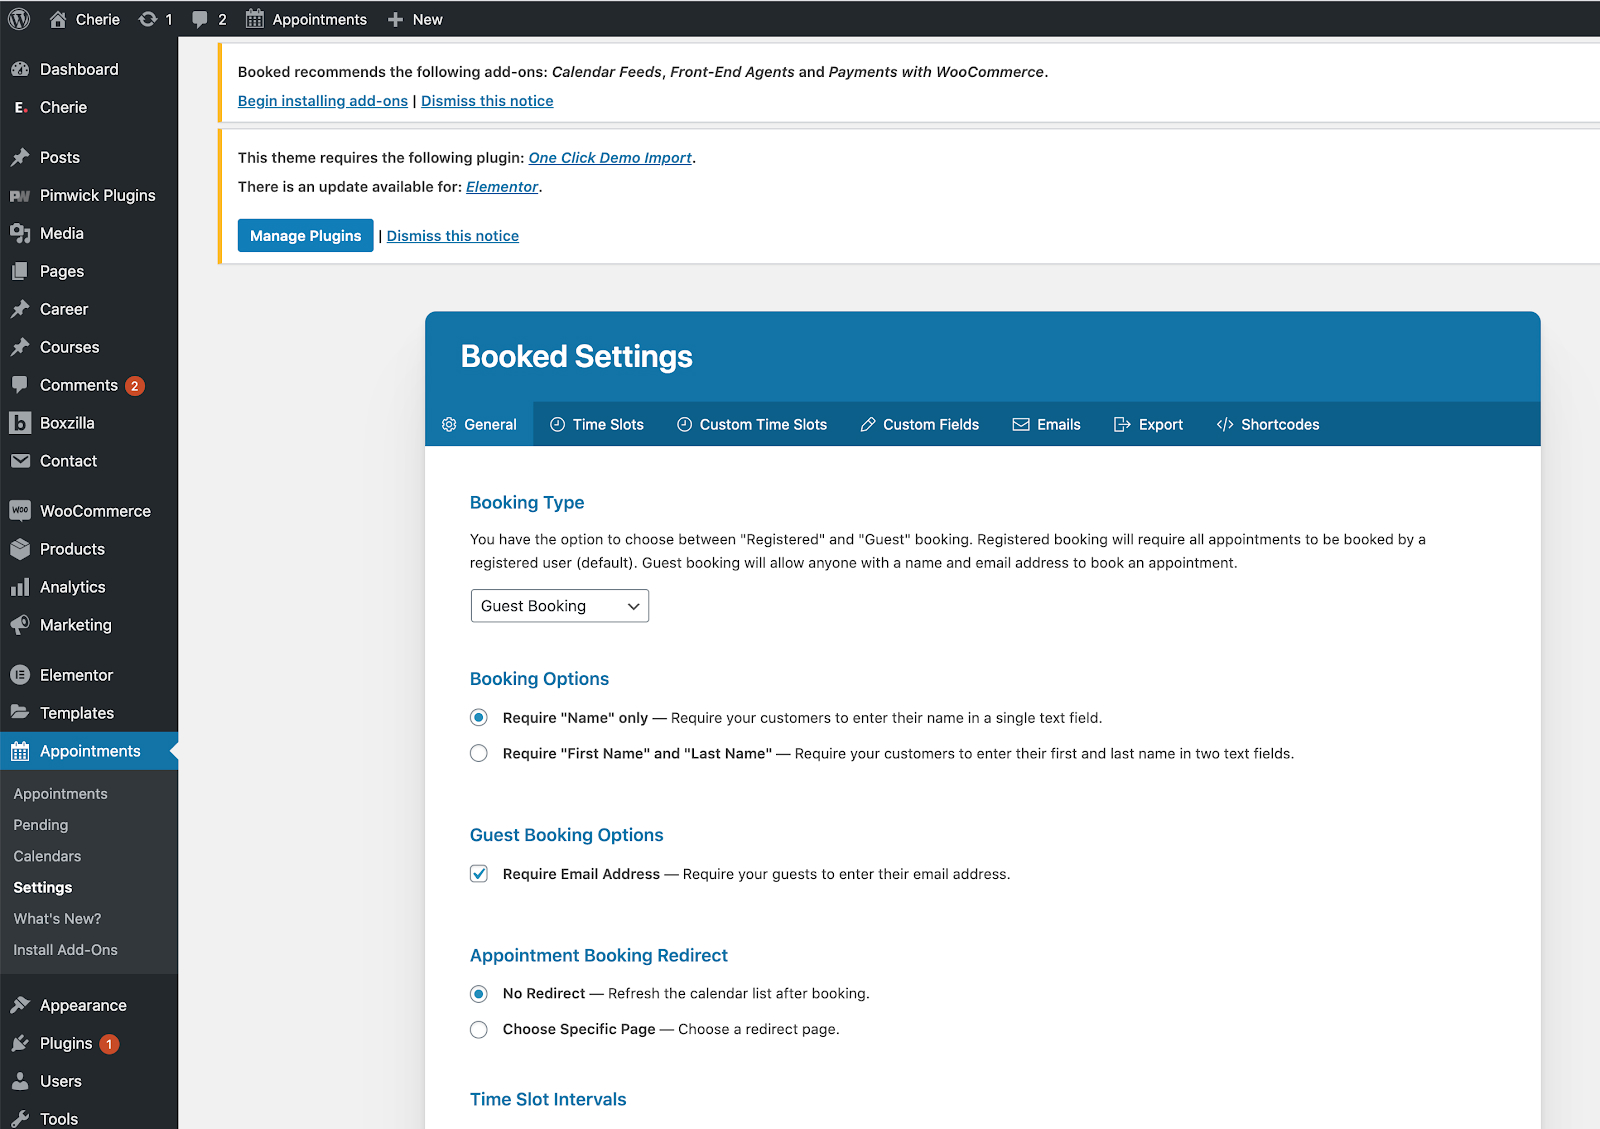 Cherie 1 2 Appointments New
Dashboard
E. Cherie
Posts
PW Pimwick Plugins
Media
Pages
Career
Courses
Comments 2
b Boxzilla
Contact
Woo WooCommerce
Products
Analytics
Marketing
Elementor
Templates
Appointments
Appointments
Pending
Calendars
Settings
What's New?
Install Add-Ons
Appearance
Plugins 1
Users
Tools
Booked recommends the following add-ons: Calendar Feeds, Front-End Agents and Payments with WooCommerce.
Begin installing add-ons | Dismiss this notice
This theme requires the following plugin: One Click Demo Import.
There is an update available for: Elementor.
Manage Plugins | Dismiss this notice
Booked Settings
General Time Slots Custom Time Slots Custom Fields Emails Export </> Shortcodes
Booking Type
You have the option to choose between "Registered" and "Guest" booking. Registered booking will require all appointments to be booked by a
registered user (default). Guest booking will allow anyone with a name and email address to book an appointment.
Guest Booking
Booking Options
Require "Name" only — Require your customers to enter their name in a single text field.
Require "First Name" and "Last Name" — Require your customers to enter their first and last name in two text fields.
Guest Booking Options
Require Email Address — Require your guests to enter their email address.
Appointment Booking Redirect
No Redirect — Refresh the calendar list after booking.
Choose Specific Page — Choose a redirect page.
Time Slot Intervals